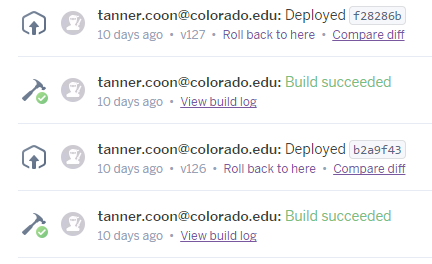 tanner.coon@colorado.edu: Deployed f28286b
10 days ago • v127 • Roll back to here • Compare diff
tanner.coon@colorado.edu: Build succeeded
10 days ago • View build log
tanner.coon@colorado.edu: Deployed b2a9f43
10 days ago • v126 • Roll back to here • Compare diff
tanner.coon@colorado.edu: Build succeeded
10 days ago • View build log